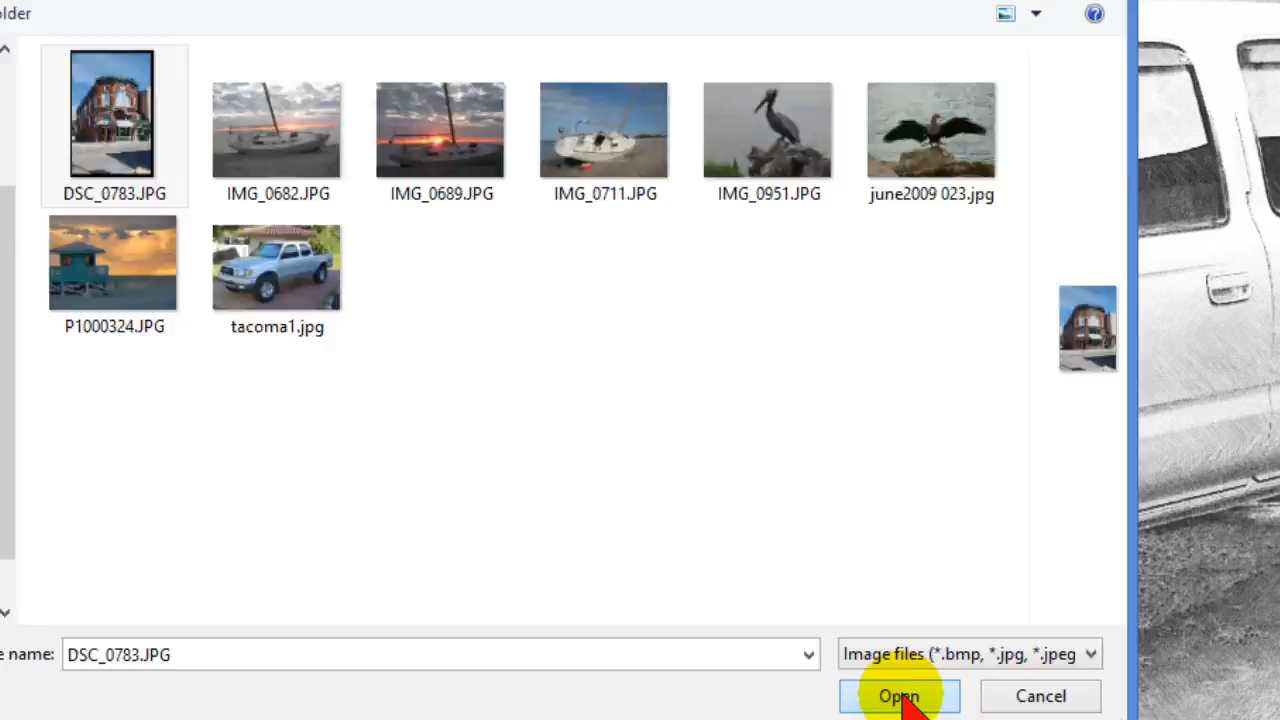 older
DSC_0783.JPG
IMG_0682.JPG
IMG_0689.JPG
IMG_0711.JPG
IMG_0951.JPG
june2009 023.jpg
P1000324.JPG
tacoma1.jpg
e name:
DSC_0783.JPG
Image files (*.bmp, *.jpg, *.jpeg
Open
Cancel